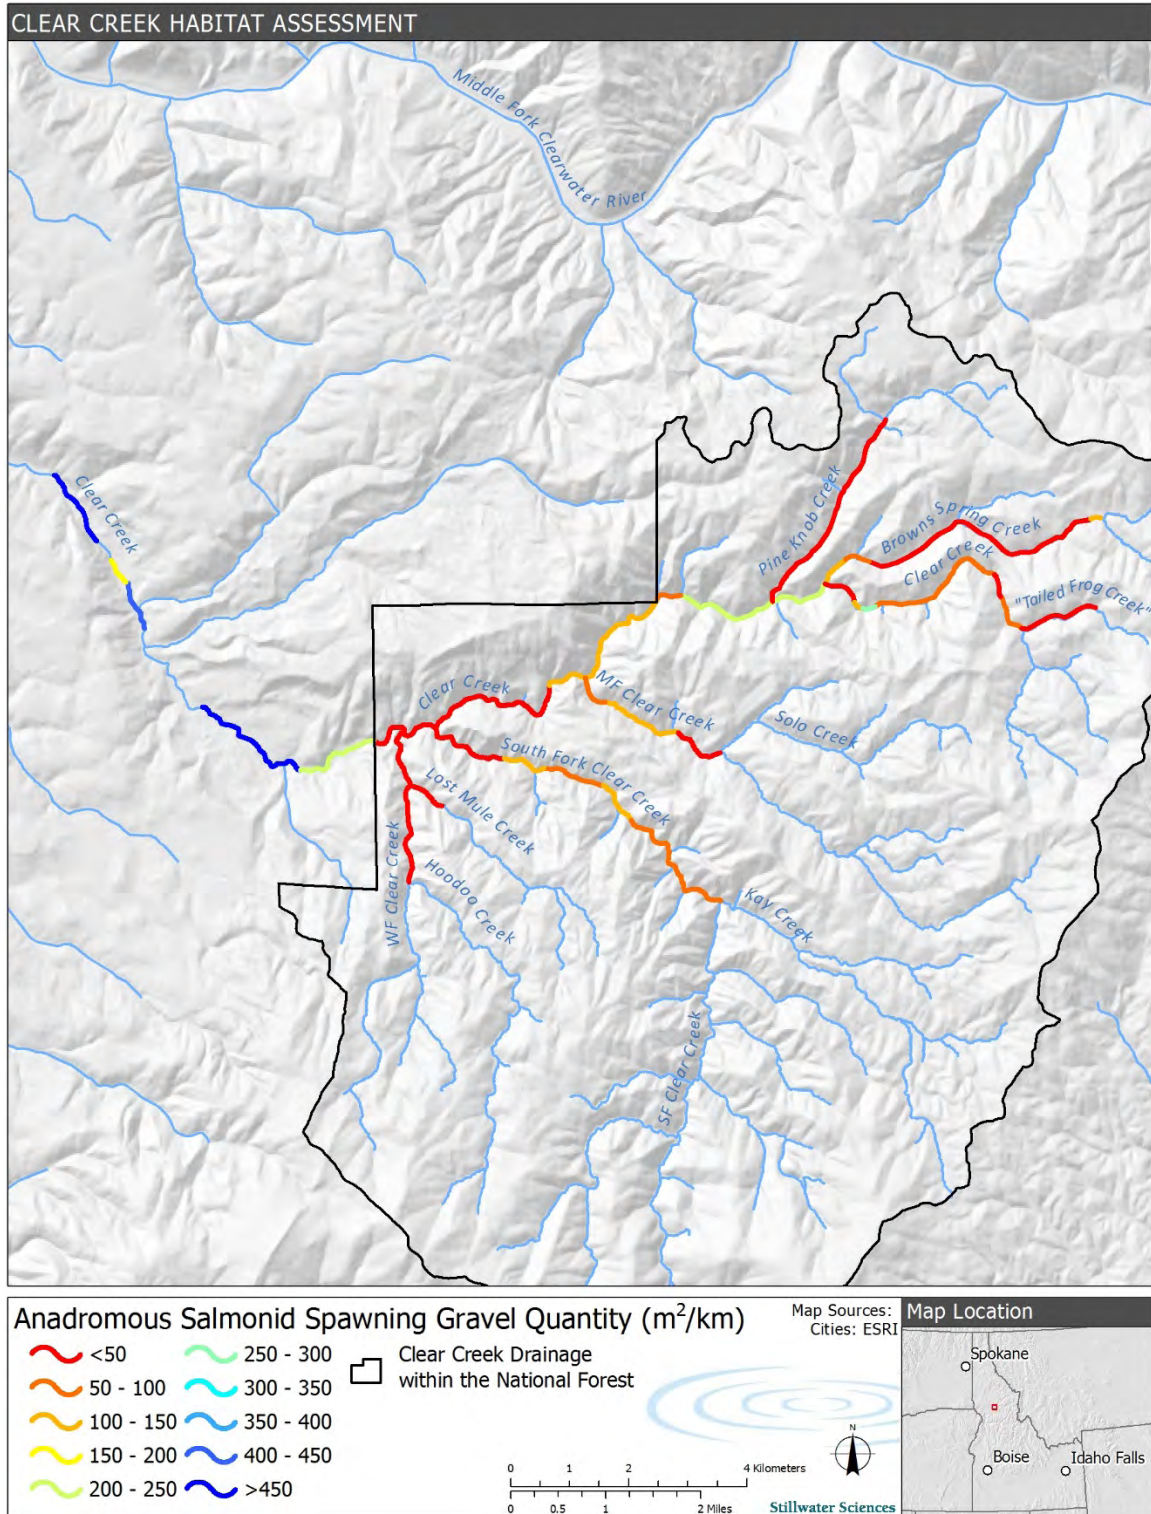 CLEAR CREEK HABITAT ASSESSMENT
Middle Fork Clearwater River
Clear Creek
Pine Knob Creek
Browns Spring Creek
Clear Creek
"Tailed Frog Creek"
Clear Creek
MF Clear Creek
Solo Creek
South Fork Clear Creek
Lost Mule Creek
WF Clear Creek
Hoodoo Creek
Kay Creek
SF Clear Creek
Anadromous Salmonid Spawning Gravel Quantity (m²/km)
<50
50 - 100
100 - 150
150 - 200
200 - 250
250 - 300
300 - 350
350 - 400
400 - 450
>450
Clear Creek Drainage
within the National Forest
Map Sources:
Cities: ESRI
N
0 1 2 4 Kilometers
0 0.5 1 2 Miles
Stillwater Sciences
Map Location
Spokane
Boise
Idaho Falls